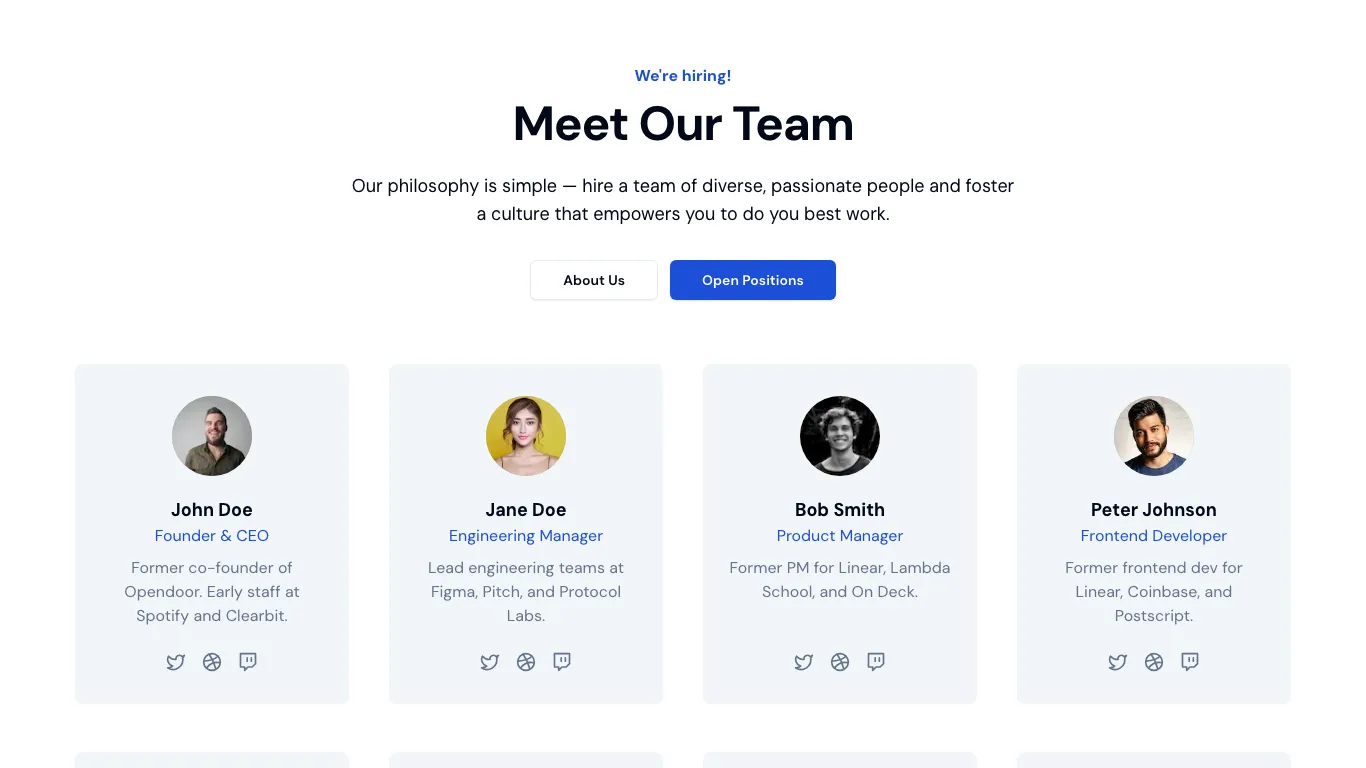 We're hiring!
Meet Our Team
Our philosophy is simple — hire a team of diverse, passionate people and foster
a culture that empowers you to do you best work.
About Us
Open Positions
John Doe
Founder & CEO
Former co-founder of
Opendoor. Early staff at
Spotify and Clearbit.
Jane Doe
Engineering Manager
Lead engineering teams at
Figma, Pitch, and Protocol
Labs.
Bob Smith
Product Manager
Former PM for Linear, Lambda
School, and On Deck.
Peter Johnson
Frontend Developer
Former frontend dev for
Linear, Coinbase, and
Postscript.